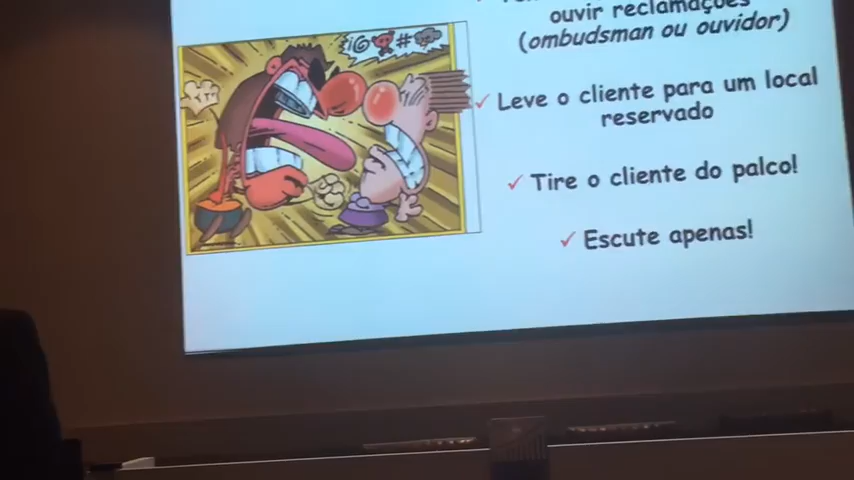 ouvir reclamações
(ombudsman ou ouvidor)
Leve o cliente para um local
reservado
Tire o cliente do palco!
Escute apenas!